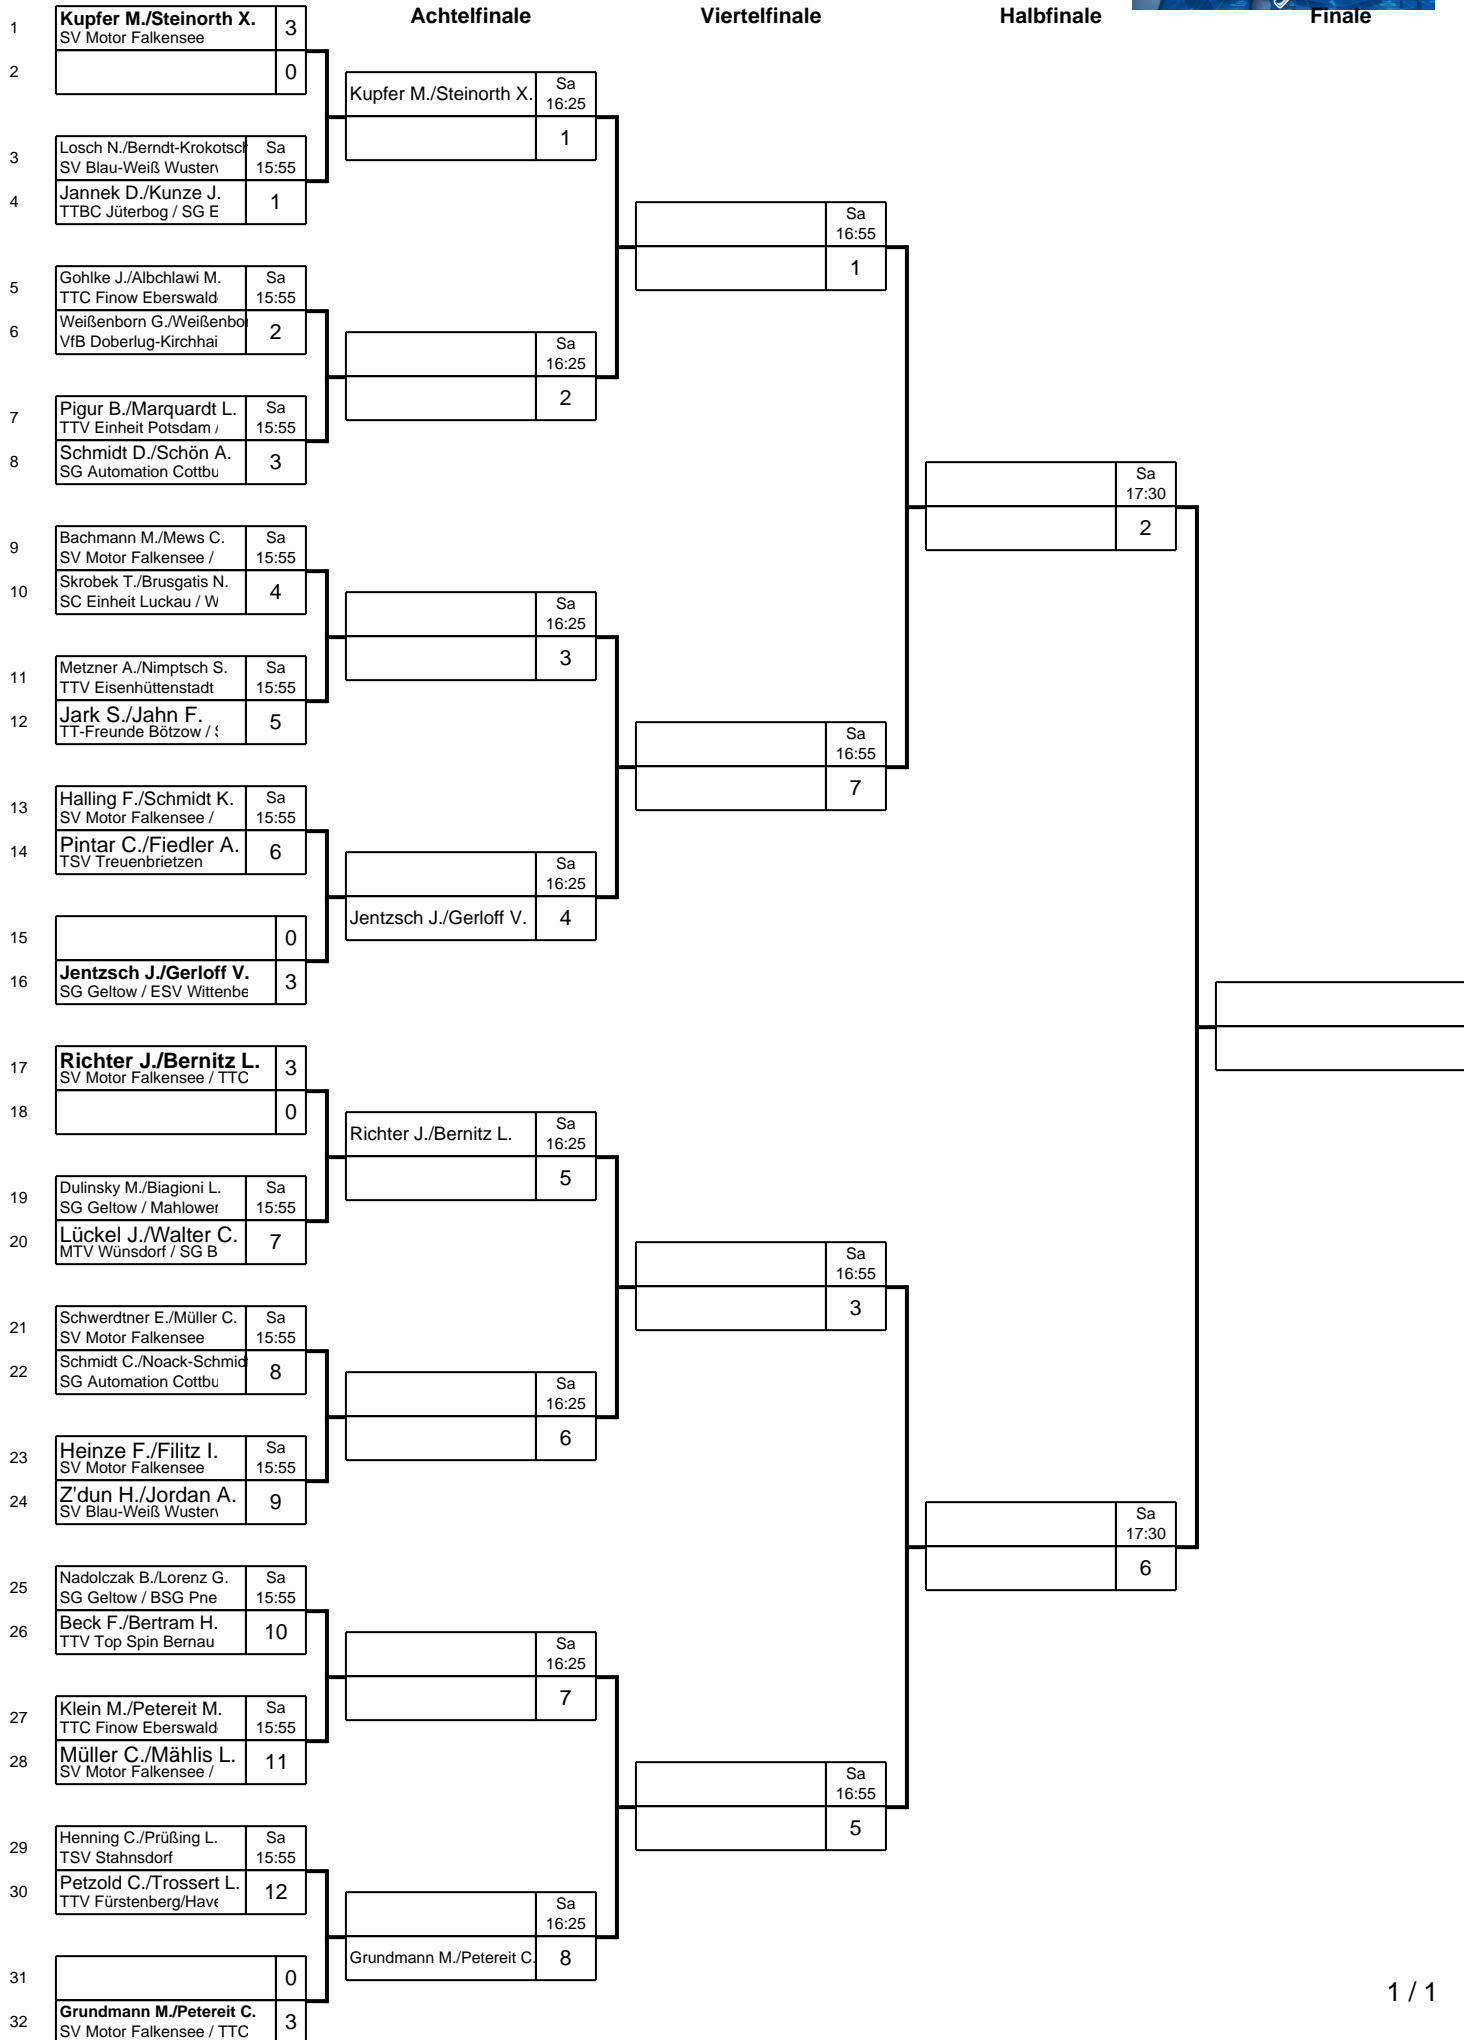 Achtelfinale
Viertelfinale
Halbfinale
Finale
1
Kupfer M./Steinorth X.
SV Motor Falkensee
3
2
0
Kupfer M./Steinorth X.
Sa
16:25
1
3
Losch N./Berndt-Krokotsch
SV Blau-Weiß Wuster
Sa
15:55
4
Jannek D./Kunze J.
TTBC Jüterbog / SG E
1
Sa
16:55
1
5
Gohlke J./Albchlawi M.
TTC Finow Eberswald
Sa
15:55
6
Weißenborn G./Weißenbor
VfB Doberlug-Kirchhai
2
Sa
16:25
2
7
Pigur B./Marquardt L.
TTV Einheit Potsdam /
Sa
15:55
8
Schmidt D./Schön A.
SG Automation Cottbu
3
Sa
17:30
2
9
Bachmann M./Mews C.
SV Motor Falkensee /
Sa
15:55
10
Skrobek T./Brusgatis N.
SC Einheit Luckau / W
4
Sa
16:25
3
11
Metzner A./Nimptsch S.
TTV Eisenhüttenstadt
Sa
15:55
12
Jark S./Jahn F.
TT-Freunde Bötzow / S
5
Sa
16:55
7
13
Halling F./Schmidt K.
SV Motor Falkensee /
Sa
15:55
14
Pintar C./Fiedler A.
TSV Treuenbrietzen
6
Sa
16:25
Jentzsch J./Gerloff V.
4
15
0
16
Jentzsch J./Gerloff V.
SG Geltow / ESV Wittenbe
3
17
Richter J./Bernitz L.
SV Motor Falkensee / TTC
3
18
0
Richter J./Bernitz L.
Sa
16:25
5
19
Dulinsky M./Biagioni L.
SG Geltow / Mahlower
Sa
15:55
20
Lückel J./Walter C.
MTV Wünsdorf / SG B
7
Sa
16:55
3
21
Schwerdtner E./Müller C.
SV Motor Falkensee
Sa
15:55
22
Schmidt C./Noack-Schmid
SG Automation Cottbu
8
Sa
16:25
6
23
Heinze F./Filitz I.
SV Motor Falkensee
Sa
15:55
24
Z'dun H./Jordan A.
SV Blau-Weiß Wuster
9
Sa
17:30
6
25
Nadolczak B./Lorenz G.
SG Geltow / BSG Pne
Sa
15:55
26
Beck F./Bertram H.
TTV Top Spin Bernau
10
Sa
16:25
7
27
Klein M./Petereit M.
TTC Finow Eberswald
Sa
15:55
28
Müller C./Mählis L.
SV Motor Falkensee /
11
Sa
16:55
5
29
Henning C./Prüßing L.
TSV Stahnsdorf
Sa
15:55
30
Petzold C./Trossert L.
TTV Fürstenberg/Have
12
Sa
16:25
Grundmann M./Petereit C.
8
31
0
32
Grundmann M./Petereit C.
SV Motor Falkensee / TTC
3
1 / 1